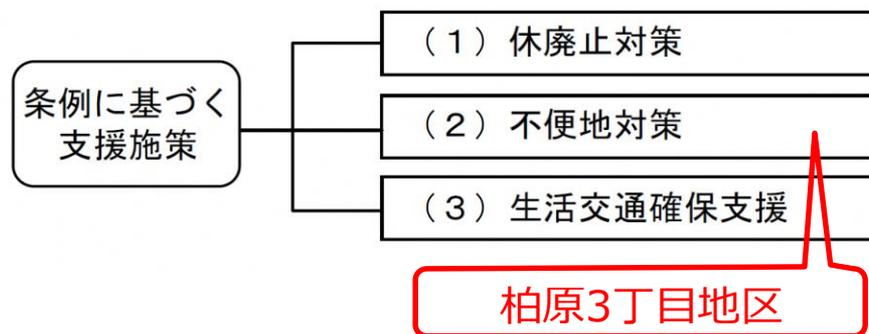 条例に基づく
支援施策
（１）休廃止対策
（２）不便地対策
（３）生活交通確保支援
柏原3丁目地区